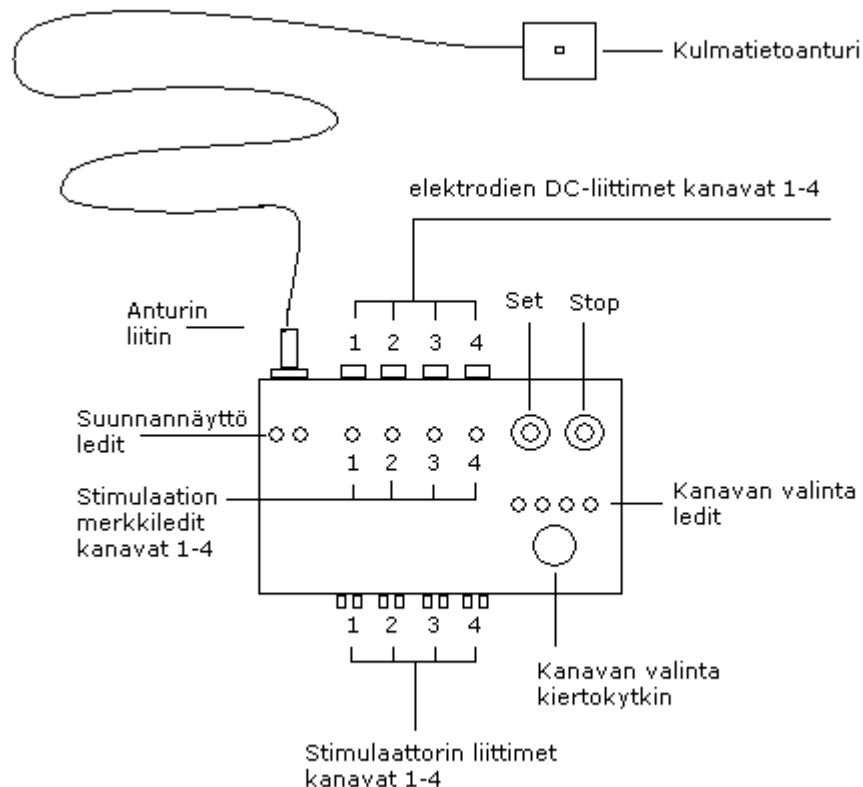 Kulmatietoanturi
elektrodien DC-liittimet kanavat 1-4
Anturin
liitin
Set
Stop
1 2 3 4
Suunnannäyttö
ledit
1 2 3 4
Stimulaation
merkkiledit
kanavat 1-4
Kanavan valinta
ledit
1 2 3 4
Kanavan valinta
kiertokytkin
Stimulaattorin liittimet
kanavat 1-4